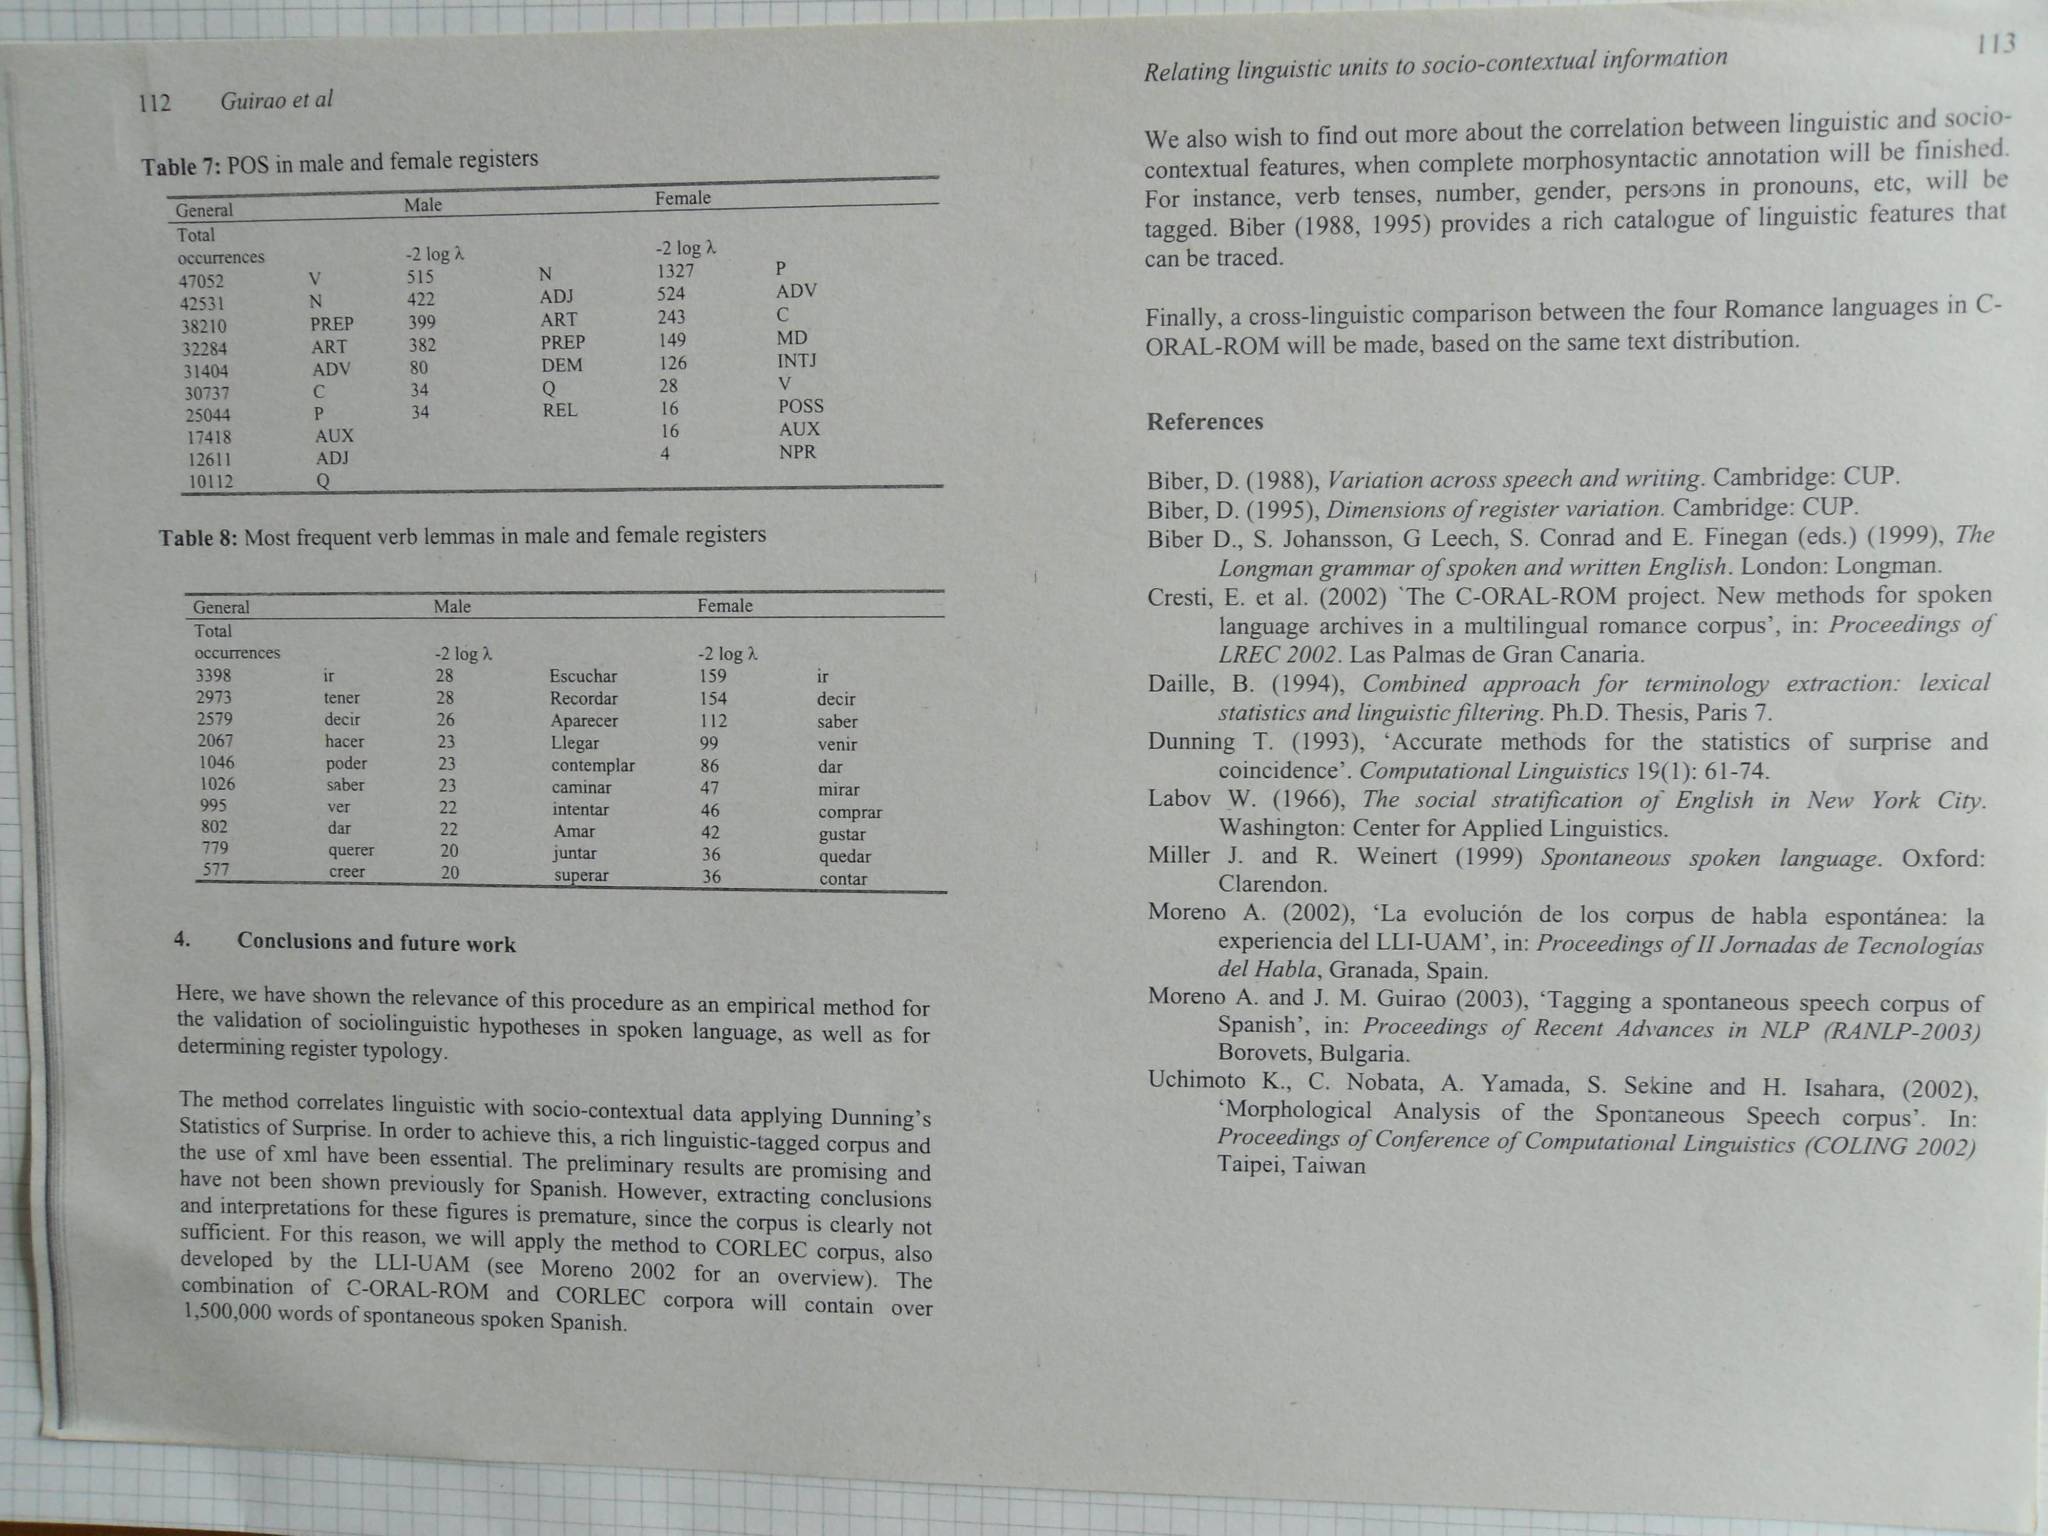 112 Guirao et al
Table 7: POS in male and female registers
General Male Female
Total
occurrences -2 log λ -2 log λ
47052 V 515 N 1327 P
42531 N 422 ADJ 524 ADV
38210 PREP 399 ART 243 C
32284 ART 382 PREP 149 MD
31404 ADV 80 DEM 126 INTJ
30737 C 34 Q 28 V
25044 P 34 REL 16 POSS
17418 AUX 16 AUX
12611 ADJ 4 NPR
10112 Q
Table 8: Most frequent verb lemmas in male and female registers
General Male Female
Total
occurrences -2 log λ -2 log λ
3398 ir 28 Escuchar 159 ir
2973 tener 28 Recordar 154 decir
2579 decir 26 Aparecer 112 saber
2067 hacer 23 Llegar 99 venir
1046 poder 23 contemplar 86 dar
1026 saber 23 caminar 47 mirar
995 ver 22 intentar 46 comprar
802 dar 22 Amar 42 gustar
779 querer 20 juntar 36 quedar
577 creer 20 superar 36 contar
4. Conclusions and future work
Here, we have shown the relevance of this procedure as an empirical method for
the validation of sociolinguistic hypotheses in spoken language, as well as for
determining register typology.
The method correlates linguistic with socio-contextual data applying Dunning's
Statistics of Surprise. In order to achieve this, a rich linguistic-tagged corpus and
the use of xml have been essential. The preliminary results are promising and
have not been shown previously for Spanish. However, extracting conclusions
and interpretations for these figures is premature, since the corpus is clearly not
sufficient. For this reason, we will apply the method to CORLEC corpus, also
developed by the LLI-UAM (see Moreno 2002 for an overview). The
combination of C-ORAL-ROM and CORLEC corpora will contain over
1,500,000 words of spontaneous spoken Spanish.
Relating linguistic units to socio-contextual information 113
We also wish to find out more about the correlation between linguistic and socio-
contextual features, when complete morphosyntactic annotation will be finished.
For instance, verb tenses, number, gender, persons in pronouns, etc, will be
tagged. Biber (1988, 1995) provides a rich catalogue of linguistic features that
can be traced.
Finally, a cross-linguistic comparison between the four Romance languages in C-
ORAL-ROM will be made, based on the same text distribution.
References
Biber, D. (1988), Variation across speech and writing. Cambridge: CUP.
Biber, D. (1995), Dimensions of register variation. Cambridge: CUP.
Biber D., S. Johansson, G Leech, S. Conrad and E. Finegan (eds.) (1999), The
Longman grammar of spoken and written English. London: Longman.
Cresti, E. et al. (2002) ‛The C-ORAL-ROM project. New methods for spoken
language archives in a multilingual romance corpus’, in: Proceedings of
LREC 2002. Las Palmas de Gran Canaria.
Daille, B. (1994), Combined approach for terminology extraction: lexical
statistics and linguistic filtering. Ph.D. Thesis, Paris 7.
Dunning T. (1993), ‘Accurate methods for the statistics of surprise and
coincidence’. Computational Linguistics 19(1): 61-74.
Labov W. (1966), The social stratification of English in New York City.
Washington: Center for Applied Linguistics.
Miller J. and R. Weinert (1999) Spontaneous spoken language. Oxford:
Clarendon.
Moreno A. (2002), ‘La evolución de los corpus de habla espontánea: la
experiencia del LLI-UAM’, in: Proceedings of II Jornadas de Tecnologías
del Habla, Granada, Spain.
Moreno A. and J. M. Guirao (2003), ‘Tagging a spontaneous speech corpus of
Spanish’, in: Proceedings of Recent Advances in NLP (RANLP-2003)
Borovets, Bulgaria.
Uchimoto K., C. Nobata, A. Yamada, S. Sekine and H. Isahara, (2002),
‘Morphological Analysis of the Spontaneous Speech corpus’. In:
Proceedings of Conference of Computational Linguistics (COLING 2002)
Taipei, Taiwan